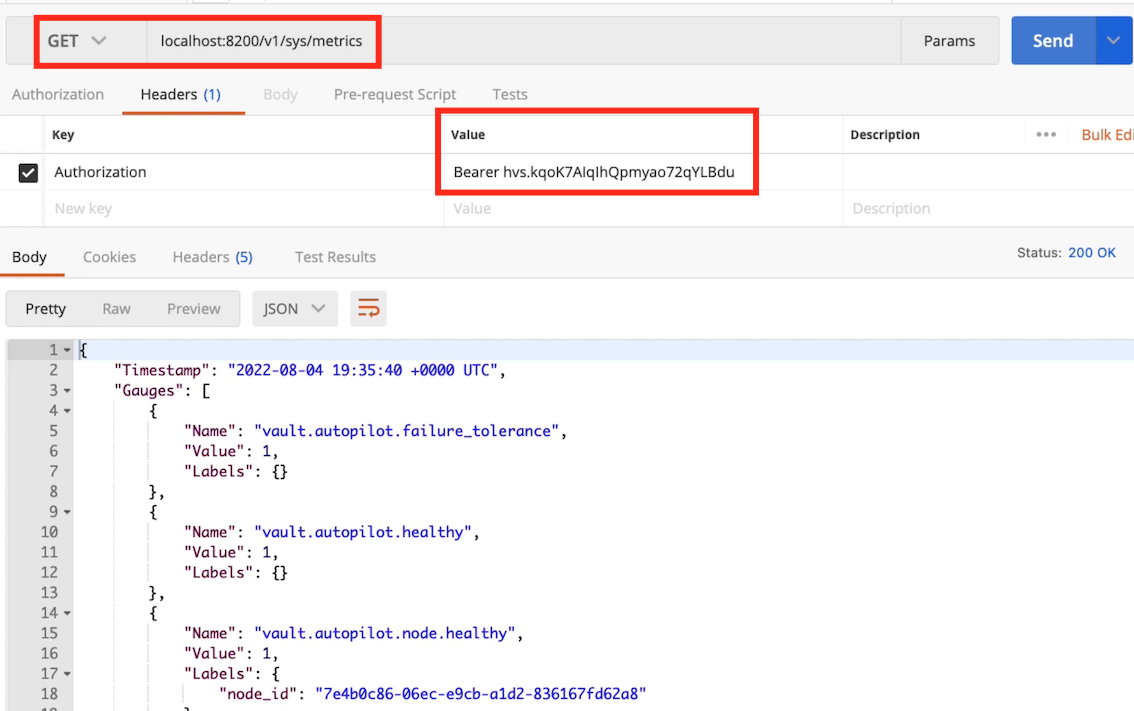 GET localhost:8200/v1/sys/metrics Params Send
Authorization Headers (1) Body Pre-request Script Tests
Key Value Description ••• Bulk Edi
Authorization Bearer hvs.kqoK7AIqIhQpmyao72qYLBdu
New key Value Description
Body Cookies Headers (5) Test Results Status: 200 OK
Pretty Raw Preview JSON
1 {
2 "Timestamp": "2022-08-04 19:35:40 +0000 UTC",
3 "Gauges": [
4 {
5 "Name": "vault.autopilot.failure_tolerance",
6 "Value": 1,
7 "Labels": {}
8 },
9 {
10 "Name": "vault.autopilot.healthy",
11 "Value": 1,
12 "Labels": {}
13 },
14 {
15 "Name": "vault.autopilot.node.healthy",
16 "Value": 1,
17 "Labels": {
18 "node_id": "7e4b0c86-06ec-e9cb-a1d2-836167fd62a8"